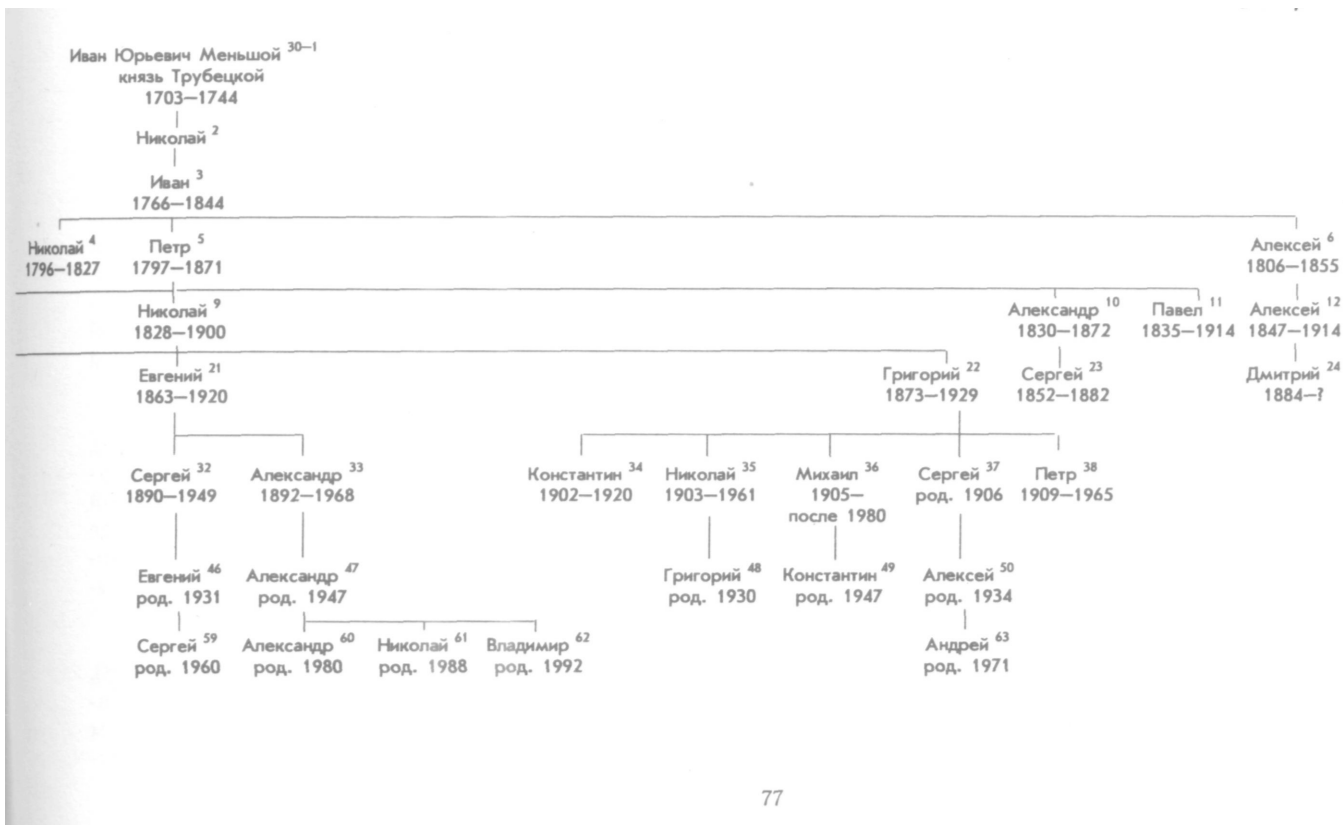 Иван Юрьевич Меньшой 30—1
князь Трубецкой
1703—1744
Николай 2
Иван 3
1766—1844
Николай 4 Петр 5 Алексей 6
1796—1827 1797—1871 1806—1855
Николай 9 Александр 10 Павел 11 Алексей 12
1828—1900 1830—1872 1835—1914 1847—1914
Евгений 21 Григорий 22 Сергей 23 Дмитрий 24
1863—1920 1873—1929 1852—1882 1884—?
Сергей 32 Александр 33 Константин 34 Николай 35 Михаил 36 Сергей 37 Петр 38
1890—1949 1892—1968 1902—1920 1903—1961 1905— род. 1906 1909—1965
после 1980
Евгений 46 Александр 47 Григорий 48 Константин 49 Алексей 50
род. 1931 род. 1947 род. 1930 род. 1947 род. 1934
Сергей 59 Александр 60 Николай 61 Владимир 62 Андрей 63
род. 1960 род. 1980 род. 1988 род. 1992 род. 1971
77